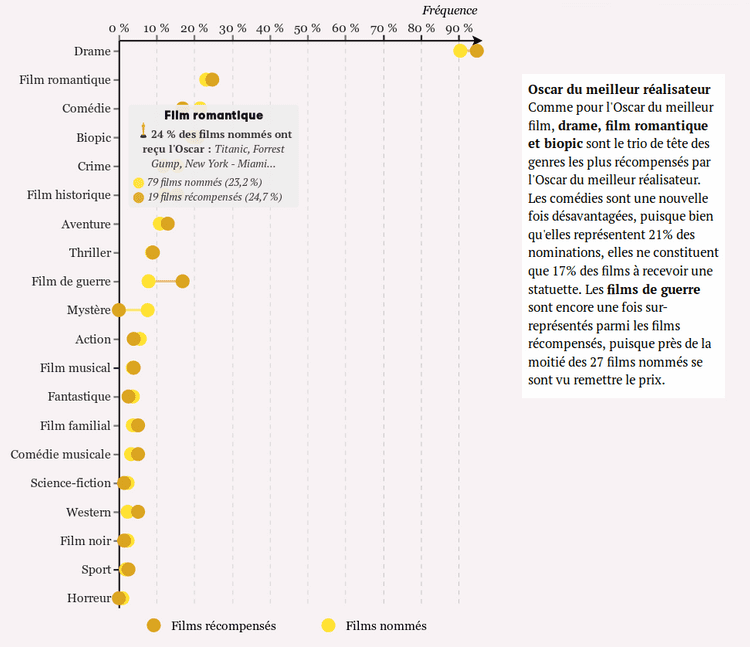 Fréquence
0 % 10 % 20 % 30 % 40 % 50 % 60 % 70 % 80 % 90 %
Drame
Film romantique
Comédie
Film romantique
Biopic
24 % des films nommés ont
reçu l'Oscar : Titanic, Forrest
Crime
Gump, New York - Miami...
79 films nommés (23,2 %)
Film historique
19 films récompensés (24,7 %)
Aventure
Thriller
Film de guerre
Mystère
Action
Film musical
Fantastique
Film familial
Comédie musicale
Science-fiction
Western
Film noir
Sport
Horreur
Films récompensés
Films nommés
Oscar du meilleur réalisateur
Comme pour l'Oscar du meilleur
film, drame, film romantique
et biopic sont le trio de tête des
genres les plus récompensés par
l'Oscar du meilleur réalisateur.
Les comédies sont une nouvelle
fois désavantagées, puisque bien
qu'elles représentent 21% des
nominations, elles ne constituent
que 17% des films à recevoir une
statuette. Les films de guerre
sont encore une fois sur-
représentés parmi les films
récompensés, puisque près de la
moitié des 27 films nommés se
sont vu remettre le prix.